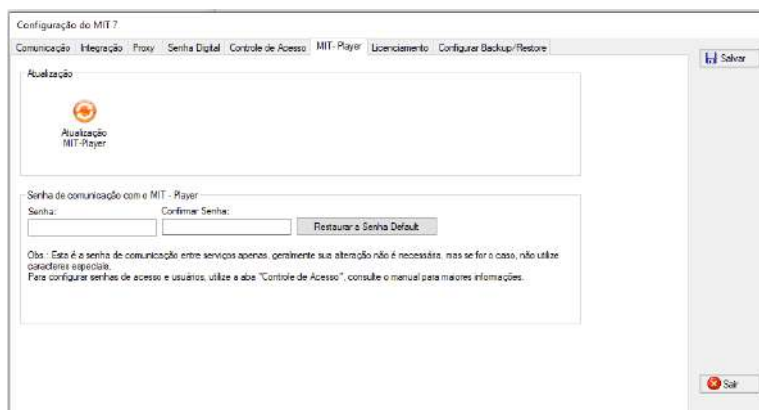 Configuração do MIT 7
Comunicação Integração Proxy Senha Digital Controle de Acesso MIT- Player Licenciamento Configurar Backup/Restore
Salvar
Atualização
Atualização
MIT-Player
Senha de comunicação com o MIT - Player
Senha: Confirmar Senha:
Restaurar a Senha Default
Obs.: Esta é a senha de comunicação entre serviços apenas, geralmente sua alteração não é necessária, mas se for o caso, não utilize
caracteres especiais.
Para configurar senhas de acesso e usuários, utilize a aba "Controle de Acesso", consulte o manual para maiores informações.
Sair